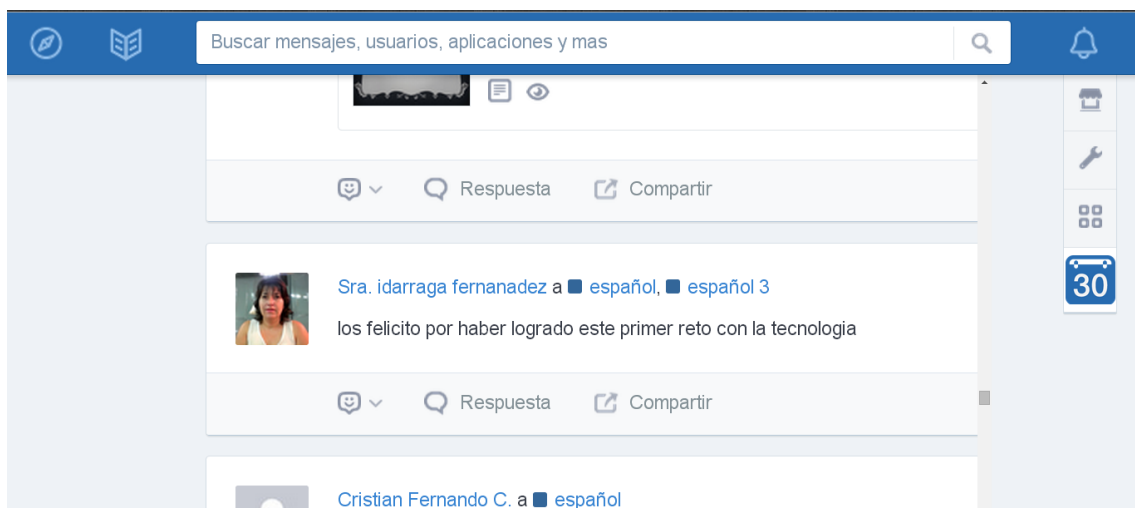 Buscar mensajes, usuarios, aplicaciones y mas
Respuesta Compartir
30
Sra. idarraga fernanadez a español, español 3
los felicito por haber logrado este primer reto con la tecnologia
Respuesta Compartir
Cristian Fernando C. a español